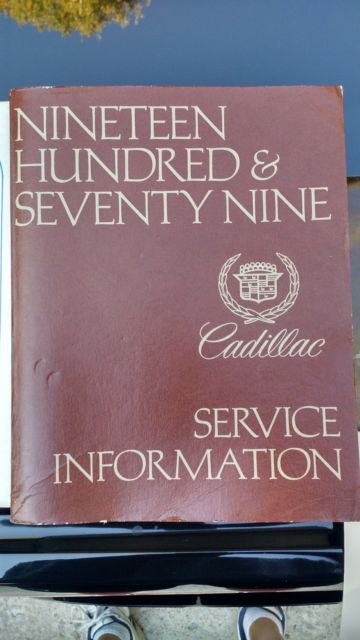 NINETEEN
HUNDRED &
SEVENTY NINE
Cadillac
SERVICE
INFORMATION